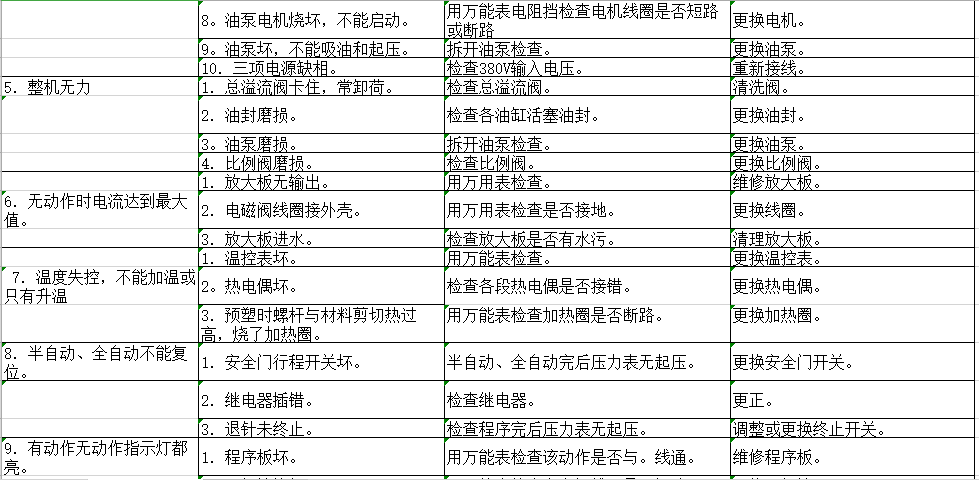 8。油泵电机烧坏，不能启动。
用万能表电阻挡检查电机线圈是否短路
或断路
更换电机。
9。油泵坏，不能吸油和起压。
拆开油泵检查。
更换油泵。
10. 三项电源缺相。
检查380V输入电压。
重新接线。
5. 整机无力
1. 总溢流阀卡住，常卸荷。
检查总溢流阀。
清洗阀。
2. 油封磨损。
检查各油缸活塞油封。
更换油封。
3。油泵磨损。
拆开油泵检查。
更换油泵。
4. 比例阀磨损。
检查比例阀。
更换比例阀。
1. 放大板无输出。
用万用表检查。
维修放大板。
6. 无动作时电流达到最大
值。
2. 电磁阀线圈接外壳。
用万用表检查是否接地。
更换线圈。
3. 放大板进水。
检查放大板是否有水污。
清理放大板。
1. 温控表坏。
用万能表检查。
更换温控表。
7. 温度失控，不能加温或
只有升温
2。热电偶坏。
检查各段热电偶是否接错。
更换热电偶。
3. 预塑时螺杆与材料剪切热过
高，烧了加热圈。
用万能表检查加热圈是否断路。
更换加热圈。
8. 半自动、全自动不能复
位。
1. 安全门行程开关坏.
半自动、全自动完后压力表无起压。
更换安全门开关。
2. 继电器插错。
检查继电器。
更正。
3. 退针未终止。
检查程序完后压力表无起压。
调整或更换终止开关。
9. 有动作无动作指示灯都
亮。
1. 程序板坏。
用万能表检查该动作是否与。线通。
维修程序板。